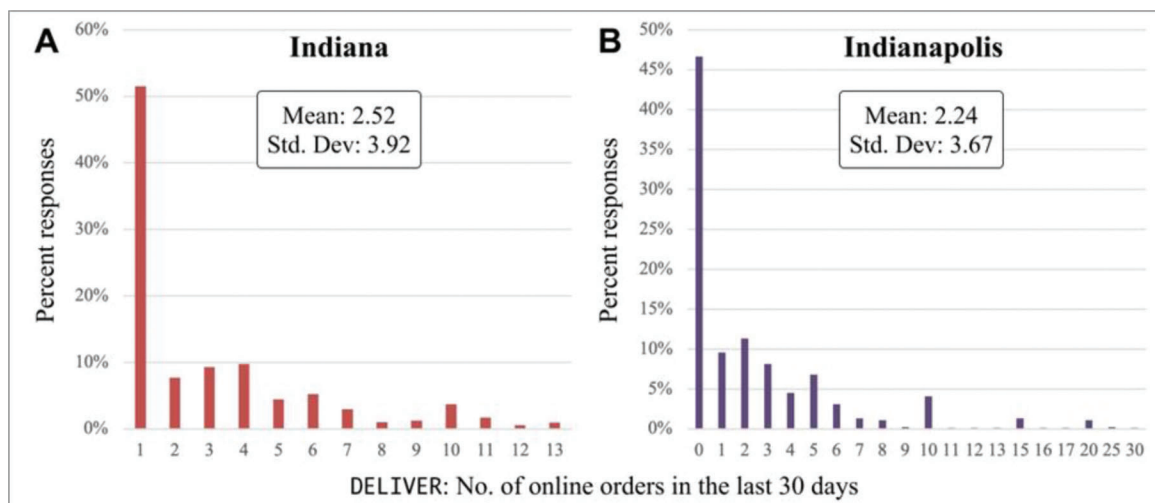 A
Indiana
Mean: 2.52
Std. Dev: 3.92
Percent responses
60%
50%
40%
30%
20%
10%
0%
1 2 3 4 5 6 7 8 9 10 11 12 13
B
Indianapolis
Mean: 2.24
Std. Dev: 3.67
Percent responses
50%
45%
40%
35%
30%
25%
20%
15%
10%
5%
0%
0 1 2 3 4 5 6 7 8 9 10 11 12 13 15 16 17 20 25 30
DELIVER: No. of online orders in the last 30 days